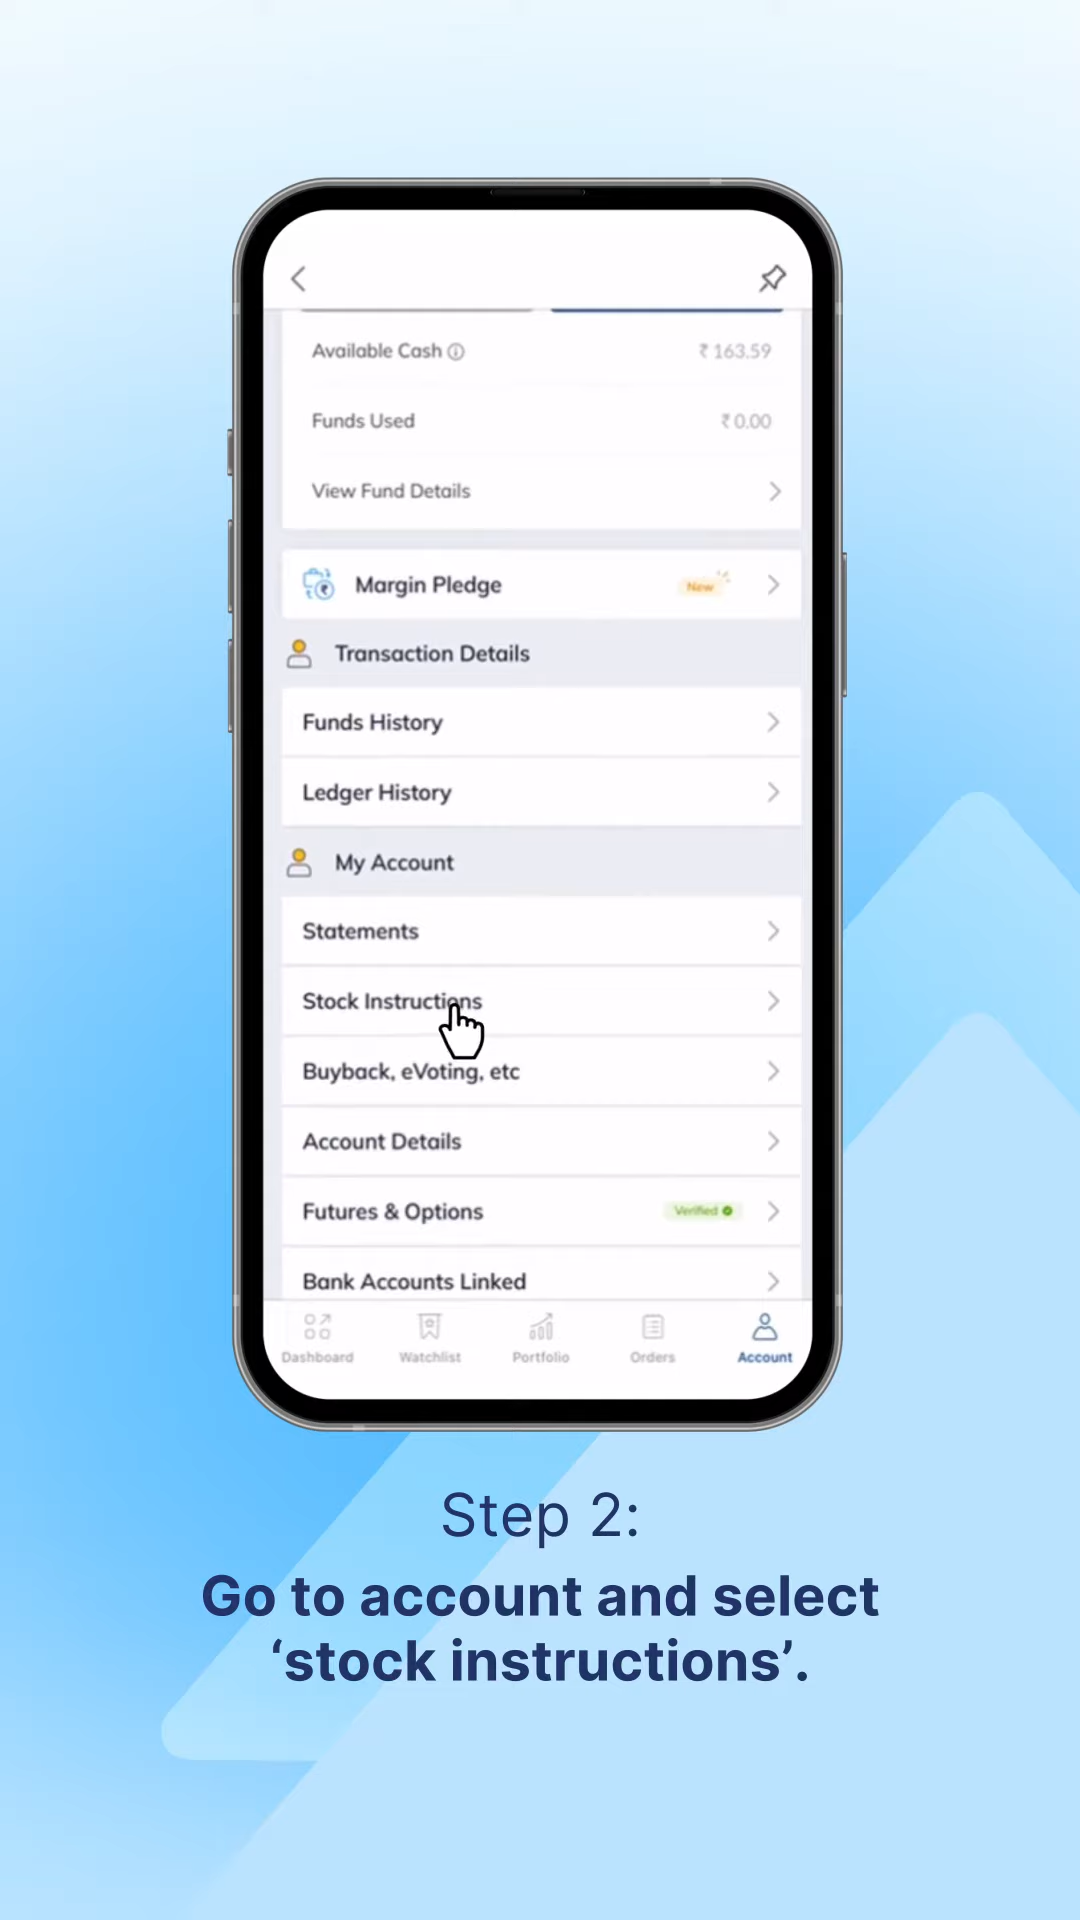 Available Cash
₹ 163.59
Funds Used
₹ 0.00
View Fund Details
Margin Pledge
New
Transaction Details
Funds History
Ledger History
My Account
Statements
Stock Instructions
Buyback, eVoting, etc
Account Details
Futures & Options
Verified
Bank Accounts Linked
Dashboard
Watchlist
Portfolio
Orders
Account
Step 2:
Go to account and select
‘stock instructions’.